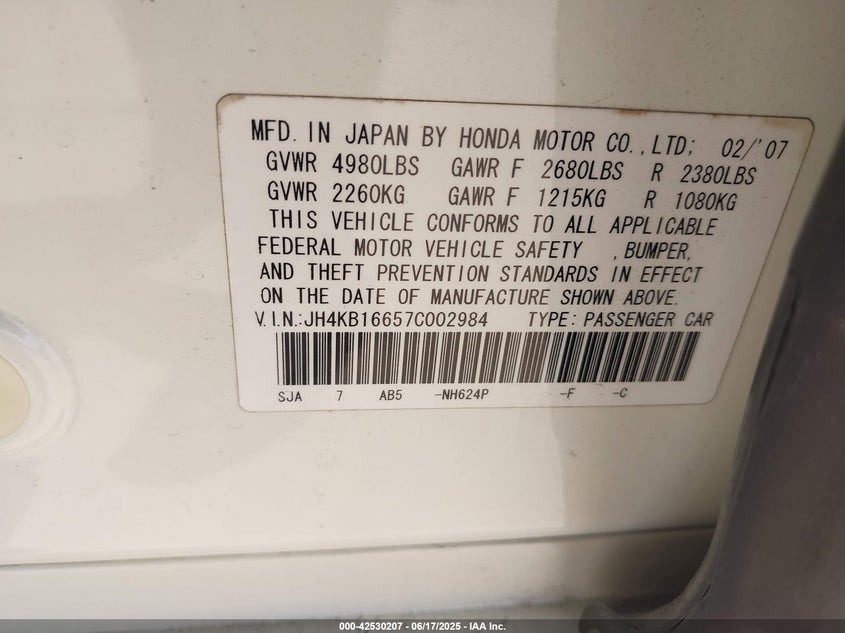 MFD. IN JAPAN BY HONDA MOTOR CO., LTD; 02/'07
GVWR 4980LBS GAWR F 2680LBS R 2380LBS
GVWR 2260KG GAWR F 1215KG R 1080KG
THIS VEHICLE CONFORMS TO ALL APPLICABLE
FEDERAL MOTOR VEHICLE SAFETY , BUMPER,
AND THEFT PREVENTION STANDARDS IN EFFECT
ON THE DATE OF MANUFACTURE SHOWN ABOVE.
V.I.N.:JH4KB16657C002984 TYPE: PASSENGER CAR
SJA 7 AB5 -NH624P -F -C
000-42530207 - 06/17/2025 - IAA Inc.